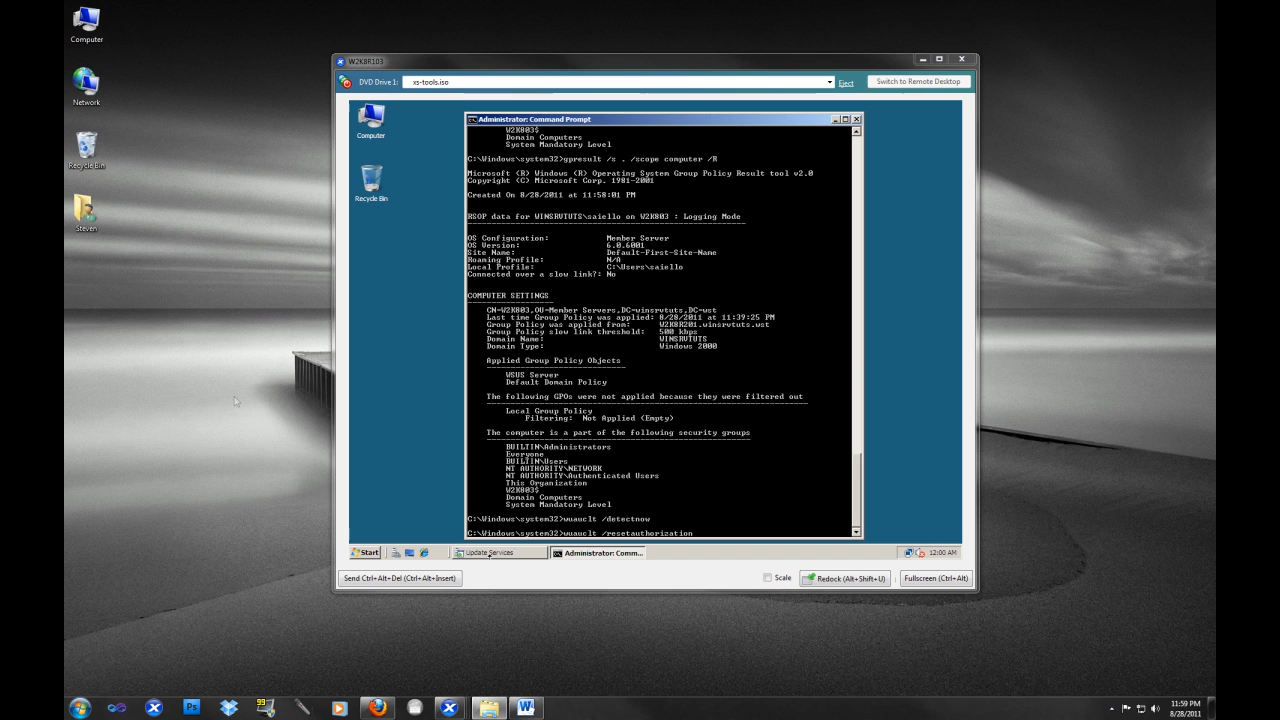 Computer
Network
Recycle Bin
Steven
W2K8R103
DVD Drive 1:
xs-tools.iso
Eject
Switch to Remote Desktop
Computer
Recycle Bin
Administrator: Command Prompt
W2K803$
Domain Computers
System Mandatory Level
C:\Windows\system32>gpresult /s . /scope computer /R
Microsoft (R) Windows (R) Operating System Group Policy Result tool v2.0
Copyright (C) Microsoft Corp. 1981-2001
Created On 8/28/2011 at 11:58:01 PM
RSOP data for WINSRVTUTS\saiello on W2K803 : Logging Mode
OS Configuration: Member Server
OS Version: 6.0.6001
Site Name: Default-First-Site-Name
Roaming Profile: N/A
Local Profile: C:\Users\saiello
Connected over a slow link?: No
COMPUTER SETTINGS
CN=W2K803,OU=Member Servers,DC=winsrvtuts,DC=wst
Last time Group Policy was applied: 8/28/2011 at 11:39:25 PM
Group Policy was applied from: W2K8R201.winsrvtuts.wst
Group Policy slow link threshold: 500 kbps
Domain Name: WINSRVTUTS
Domain Type: Windows 2000
Applied Group Policy Objects
WSUS Server
Default Domain Policy
The following GPOs were not applied because they were filtered out
Local Group Policy
Filtering: Not Applied (Empty)
The computer is a part of the following security groups
BUILTIN\Administrators
Everyone
BUILTIN\Users
NT AUTHORITY\NETWORK
NT AUTHORITY\Authenticated Users
This Organization
W2K803$
Domain Computers
System Mandatory Level
C:\Windows\system32>wuauclt /detectnow
C:\Windows\system32>wuauclt /resetauthorization
Start
Update Services
Administrator: Comm...
12:00 AM
Send Ctrl+Alt+Del (Ctrl+Alt+Insert)
Scale
Redock (Alt+Shift+U)
Fullscreen (Ctrl+Alt)
Ps
99
W
11:59 PM
8/28/2011